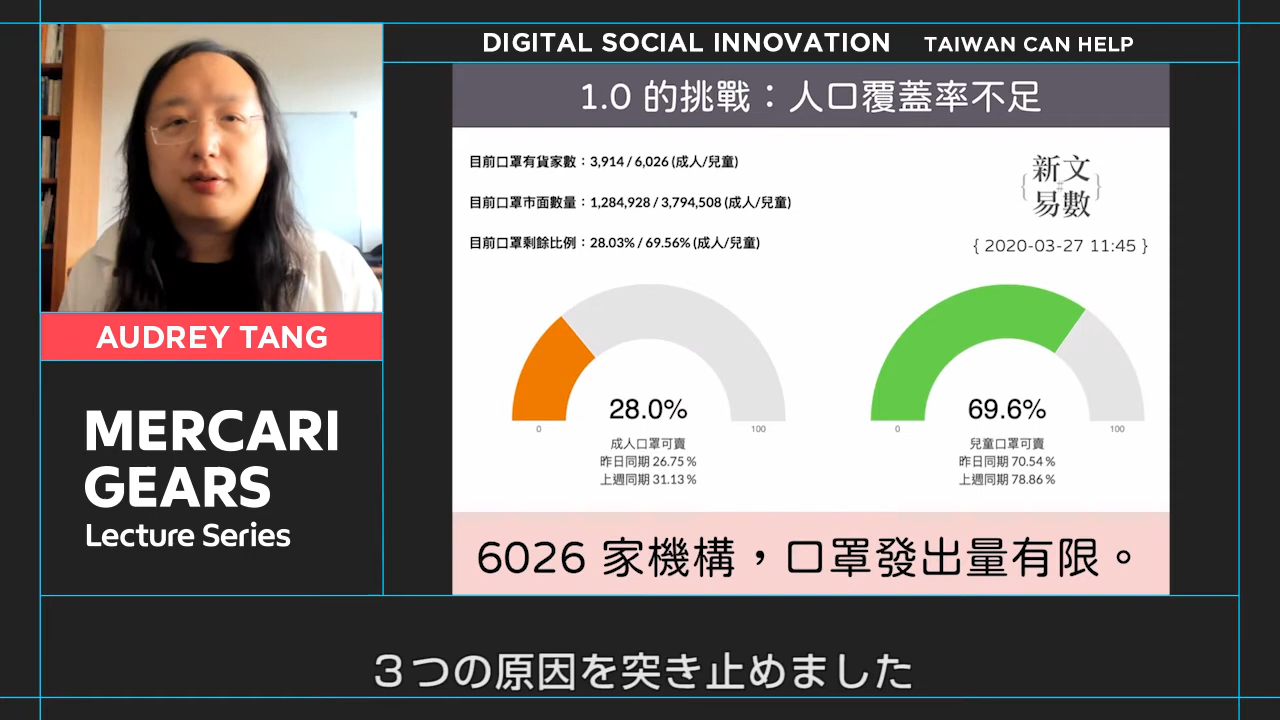 DIGITAL SOCIAL INNOVATION TAIWAN CAN HELP
1.0 的挑戰：人口覆蓋率不足
目前口罩有貨家數：3,914 / 6,026 (成人/兒童)
目前口罩市面數量：1,284,928 / 3,794,508 (成人/兒童)
目前口罩剩餘比例：28.03% / 69.56% (成人/兒童)
{新文易數}
{ 2020-03-27 11:45 }
28.0%
0 100
成人口罩可賣
昨日同期 26.75 %
上週同期 31.13 %
69.6%
0 100
兒童口罩可賣
昨日同期 70.54 %
上週同期 78.86 %
6026 家機構，口罩發出量有限。
AUDREY TANG
MERCARI
GEARS
Lecture Series
３つの原因を突き止めました